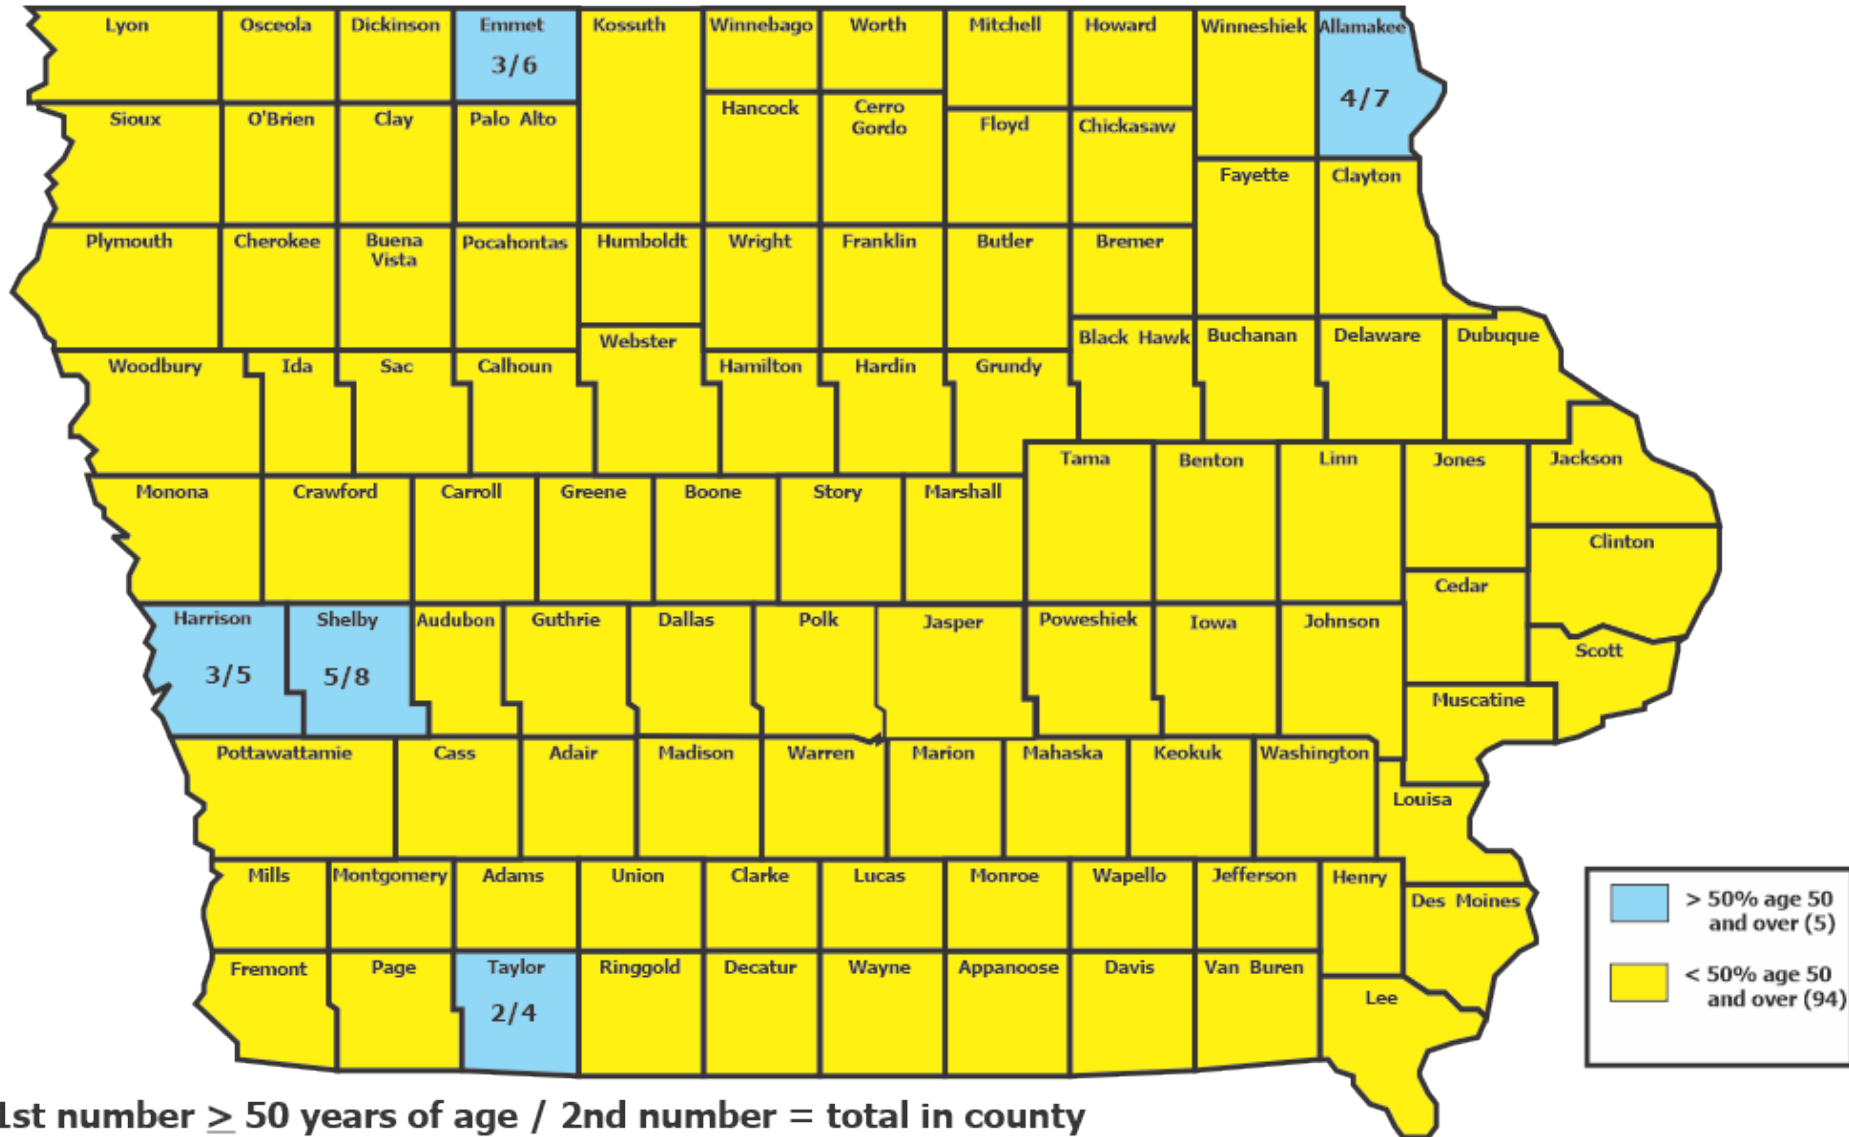 Lyon
Osceola
Dickinson
Emmet
3/6
Kossuth
Winnebago
Worth
Mitchell
Howard
Winneshiek
Allamakee
4/7
Sioux
O'Brien
Clay
Palo Alto
Hancock
Cerro
Gordo
Floyd
Chickasaw
Fayette
Clayton
Plymouth
Cherokee
Buena
Vista
Pocahontas
Humboldt
Wright
Franklin
Butler
Bremer
Woodbury
Ida
Sac
Calhoun
Webster
Hamilton
Hardin
Grundy
Black Hawk
Buchanan
Delaware
Dubuque
Monona
Crawford
Carroll
Greene
Boone
Story
Marshall
Tama
Benton
Linn
Jones
Jackson
Clinton
Cedar
Harrison
3/5
Shelby
5/8
Audubon
Guthrie
Dallas
Polk
Jasper
Poweshiek
Iowa
Johnson
Scott
Muscatine
Pottawattamie
Cass
Adair
Madison
Warren
Marion
Mahaska
Keokuk
Washington
Louisa
Mills
Montgomery
Adams
Union
Clarke
Lucas
Monroe
Wapello
Jefferson
Henry
Des Moines
Fremont
Page
Taylor
2/4
Ringgold
Decatur
Wayne
Appanoose
Davis
Van Buren
Lee
> 50% age 50
and over (5)
< 50% age 50
and over (94)
1st number ≥ 50 years of age / 2nd number = total in county